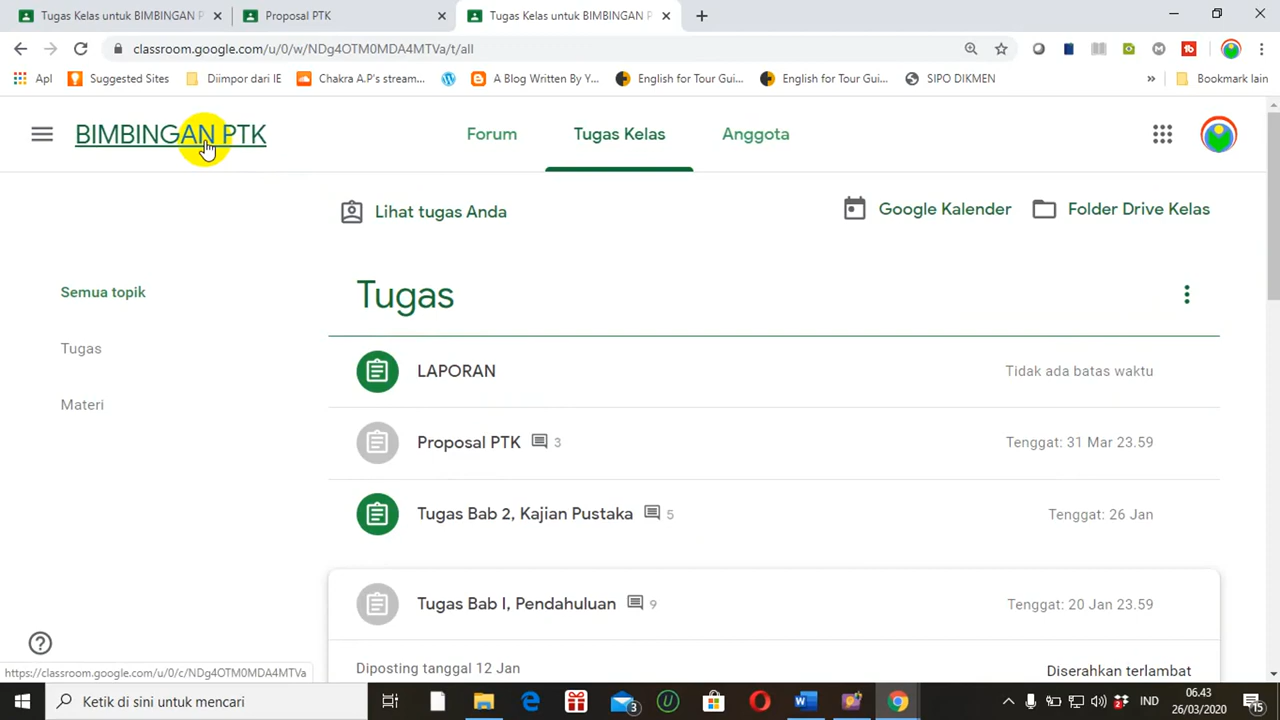 Tugas Kelas untuk BIMBINGAN P
Proposal PTK
Tugas Kelas untuk BIMBINGAN P
classroom.google.com/u/0/w/NDg4OTM0MDA4MTVa/t/all
Apl
Suggested Sites
Diimpor dari IE
Chakra A.P's stream...
A Blog Written By Y...
English for Tour Gui...
English for Tour Gui...
SIPO DIKMEN
»
Bookmark lain
BIMBINGAN PTK
Forum
Tugas Kelas
Anggota
Lihat tugas Anda
Google Kalender
Folder Drive Kelas
Semua topik
Tugas
Materi
Tugas
LAPORAN
Tidak ada batas waktu
Proposal PTK 3
Tenggat: 31 Mar 23.59
Tugas Bab 2, Kajian Pustaka 5
Tenggat: 26 Jan
Tugas Bab I, Pendahuluan 9
Tenggat: 20 Jan 23.59
Diposting tanggal 12 Jan
Diserahkan terlambat
https://classroom.google.com/u/0/c/NDg4OTM0MDA4MTVa
Ketik di sini untuk mencari
3
IND
06.43
26/03/2020
15